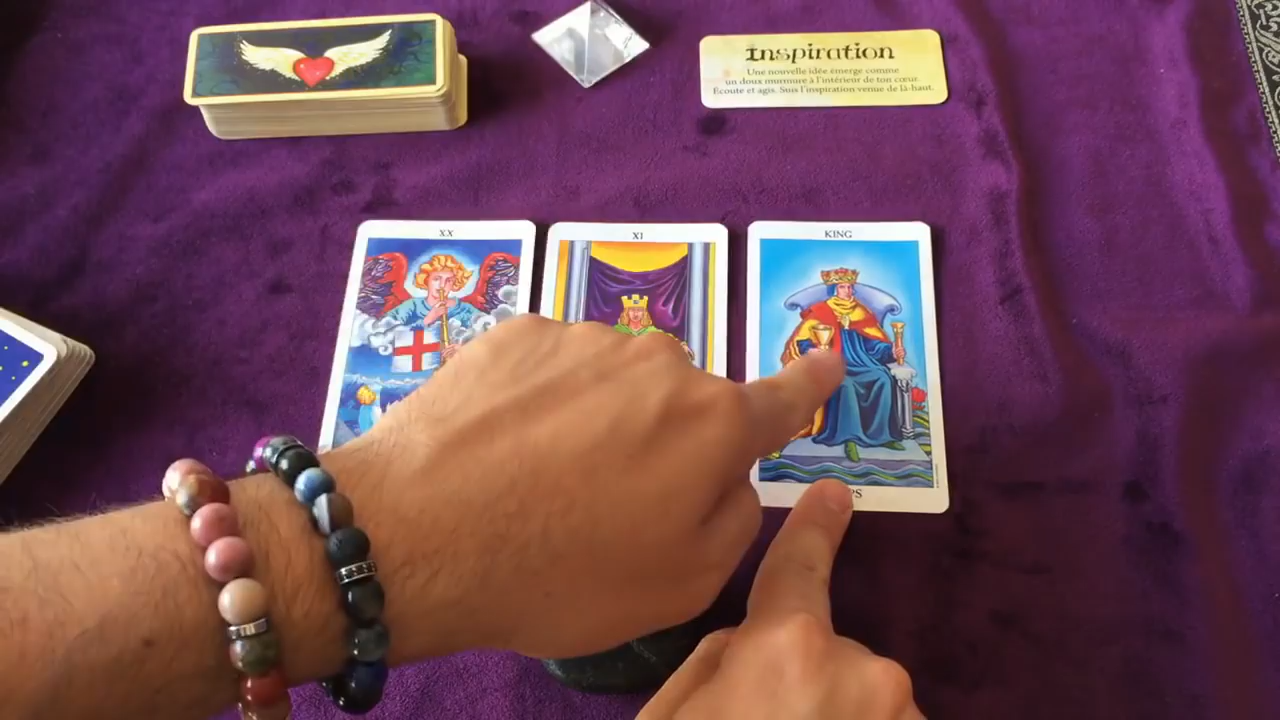 Inspiration
Une nouvelle idée émerge comme
un doux murmure à l'intérieur de ton cœur.
Écoute et agis. Suis l'inspiration venue de là-haut.
XX
XI
KING
PS